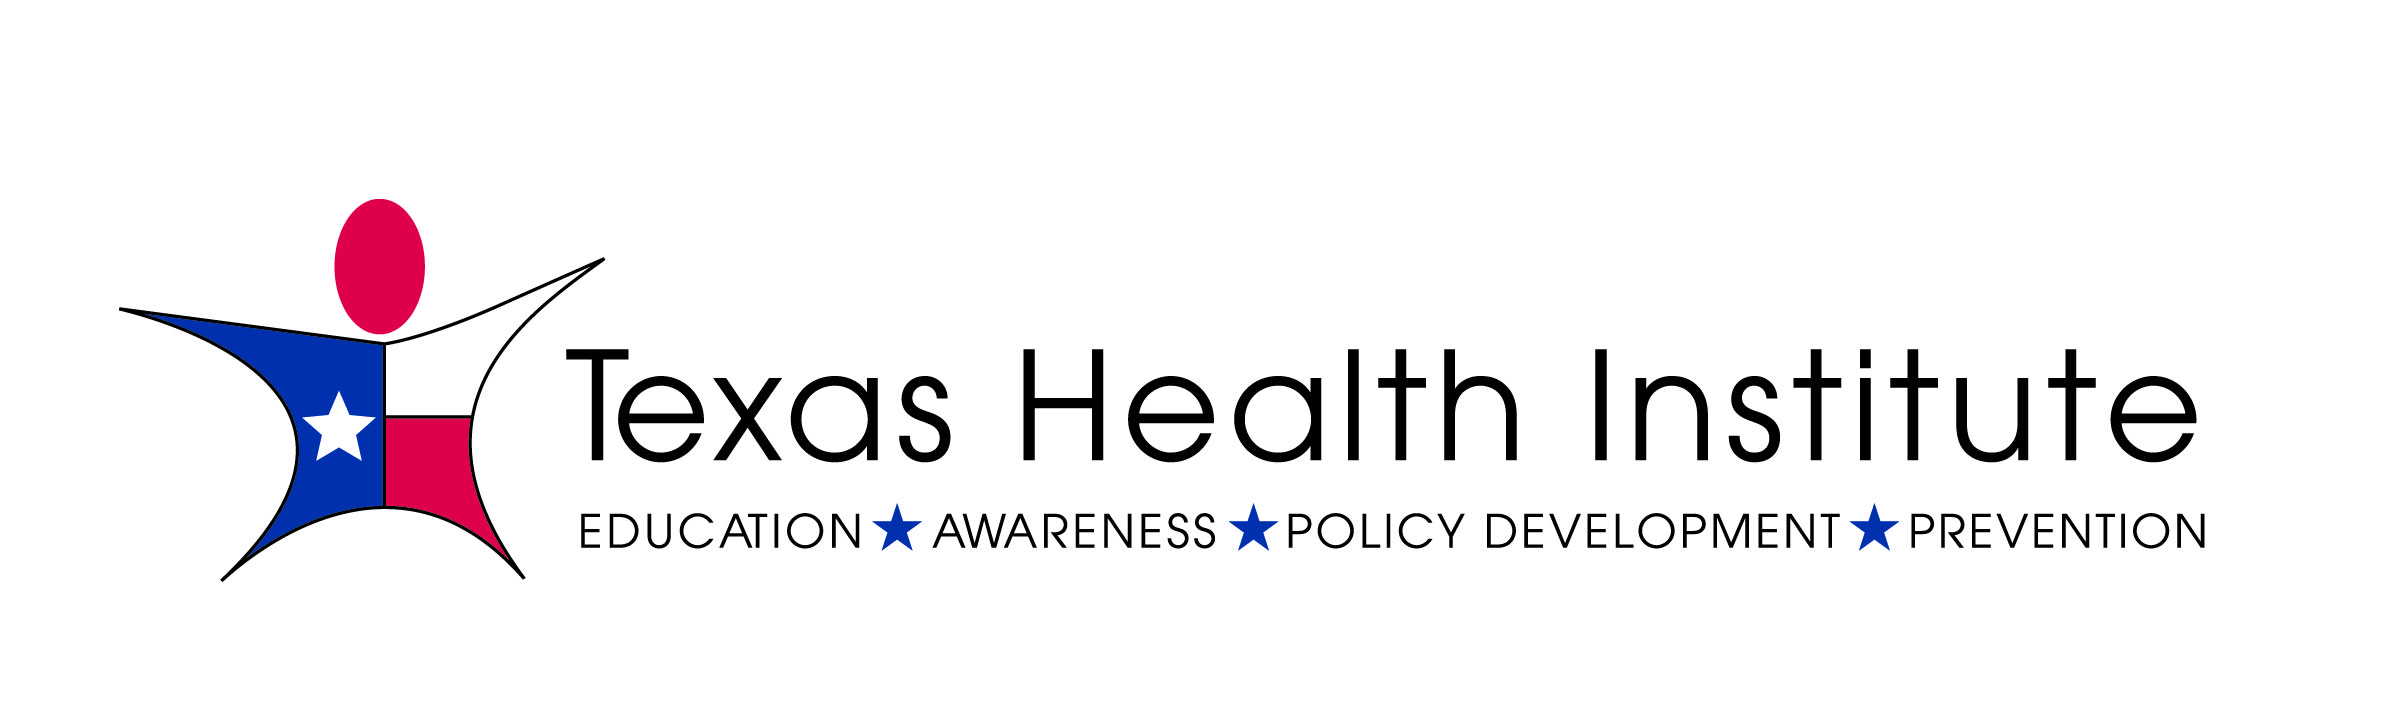 Texas Health Institute
EDUCATION★AWARENESS★POLICY DEVELOPMENT★PREVENTION